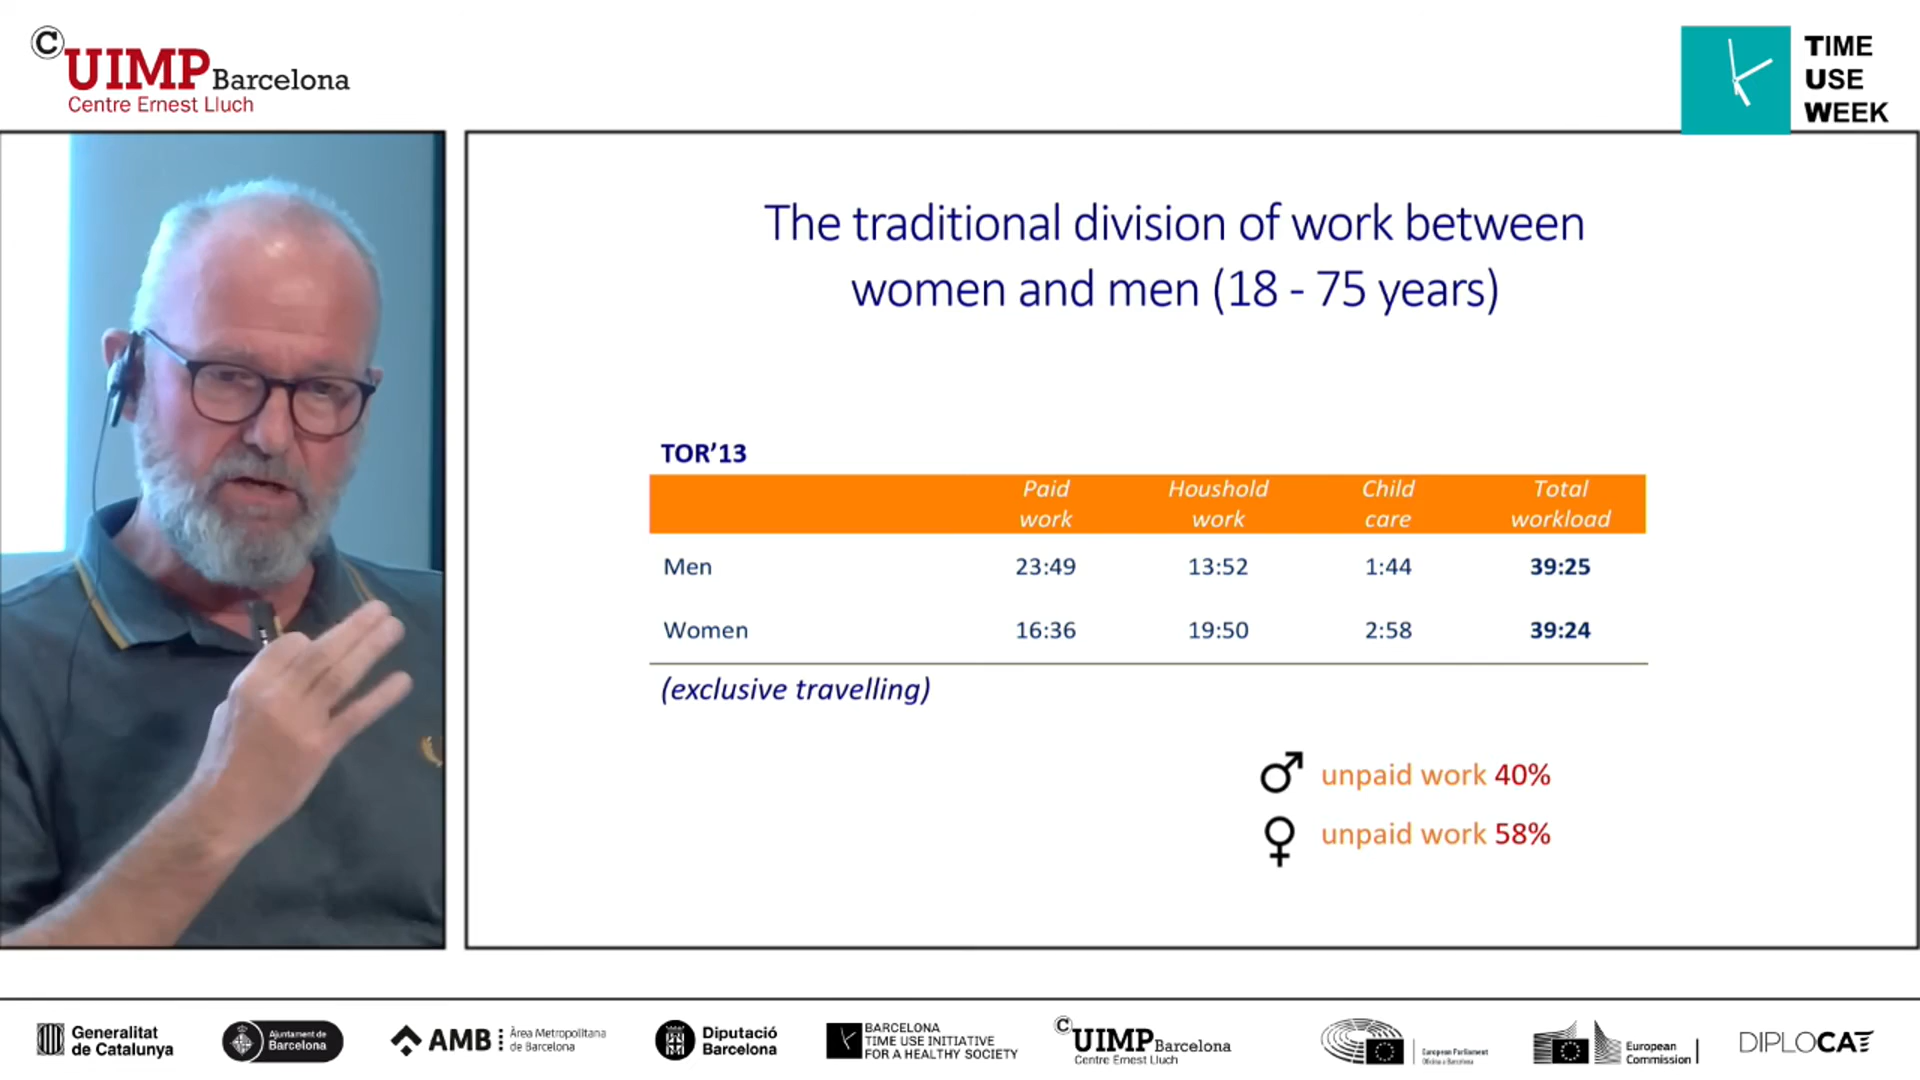 © UIMP Barcelona
Centre Ernest Lluch
TIME
USE
WEEK
The traditional division of work between
women and men (18 - 75 years)
TOR'13
Paid work Houshold work Child care Total workload
Men 23:49 13:52 1:44 39:25
Women 16:36 19:50 2:58 39:24
(exclusive travelling)
♂ unpaid work 40%
♀ unpaid work 58%
Generalitat
de Catalunya
Ajuntament de
Barcelona
AMB Àrea Metropolitana
de Barcelona
Diputació
Barcelona
BARCELONA
TIME USE INITIATIVE
FOR A HEALTHY SOCIETY
© UIMP Barcelona
Centre Ernest Lluch
European Parliament
Oficina a Barcelona
European
Commission
DIPLOCAT